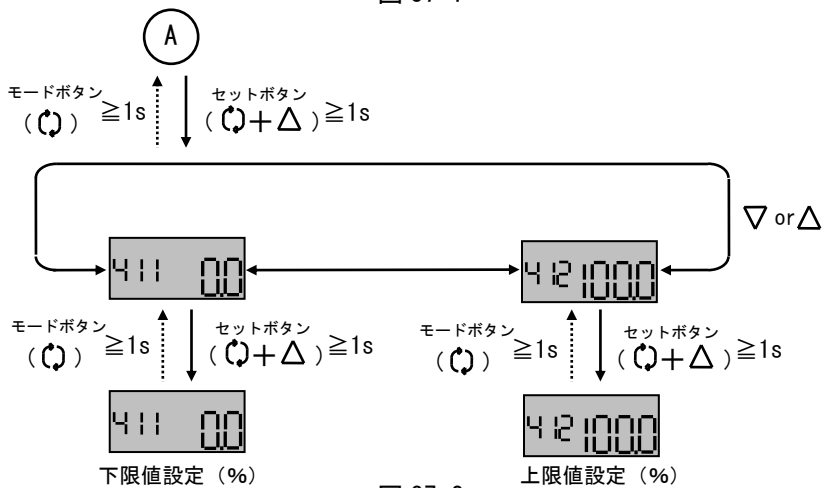 A
モードボタン
(  ) ≧1s
セットボタン
( + △ ) ≧1s
▽ or △
411 0.0
412 100.0
モードボタン
(  ) ≧1s
セットボタン
( + △ ) ≧1s
モードボタン
(  ) ≧1s
セットボタン
( + △ ) ≧1s
411 0.0
412 100.0
下限値設定 (%)
上限値設定 (%)